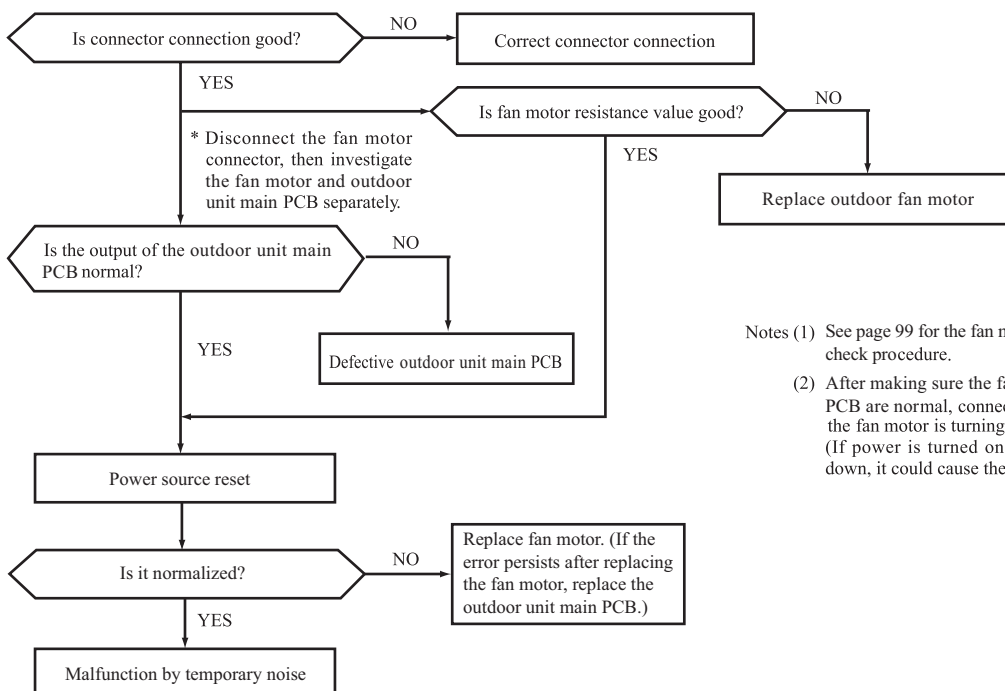 Is connector connection good?
NO
Correct connector connection
YES
Is fan motor resistance value good?
NO
* Disconnect the fan motor
connector, then investigate
the fan motor and outdoor
unit main PCB separately.
YES
Replace outdoor fan motor
Is the output of the outdoor unit main
PCB normal?
NO
YES
Defective outdoor unit main PCB
Notes (1) See page 99 for the fan
check procedure.
(2) After making sure the
PCB are normal, connec
the fan motor is turning
(If power is turned on
down, it could cause the
Power source reset
Is it normalized?
NO
Replace fan motor. (If the
error persists after replacing
the fan motor, replace the
outdoor unit main PCB.)
YES
Malfunction by temporary noise